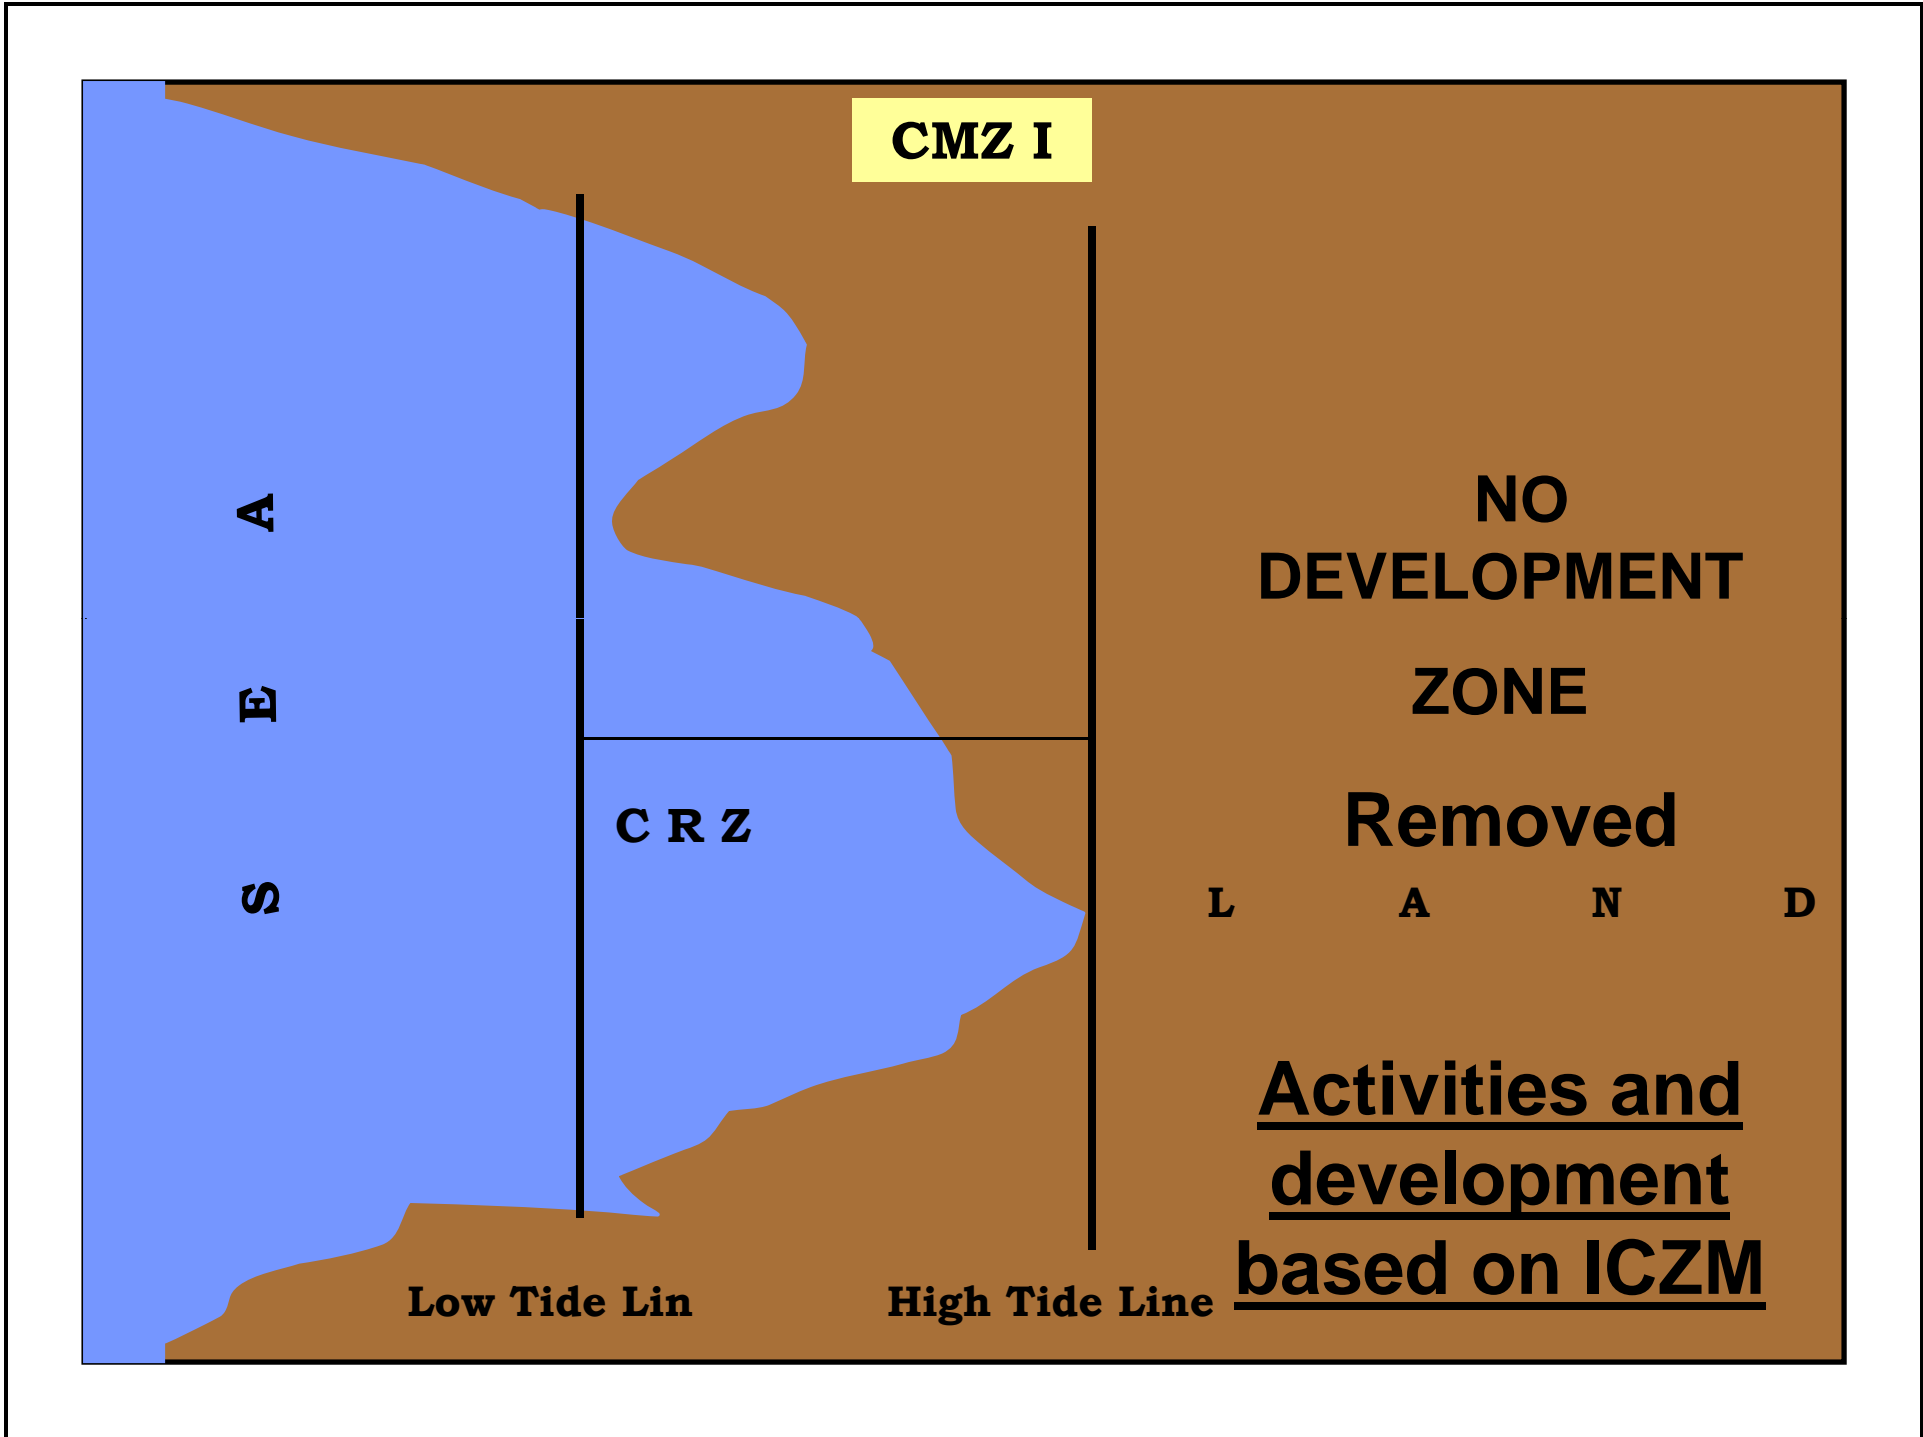 CMZ I
S E A
NO
DEVELOPMENT
ZONE
C R Z
Removed
L A N D
Activities and
development
based on ICZM
Low Tide Lin
High Tide Line